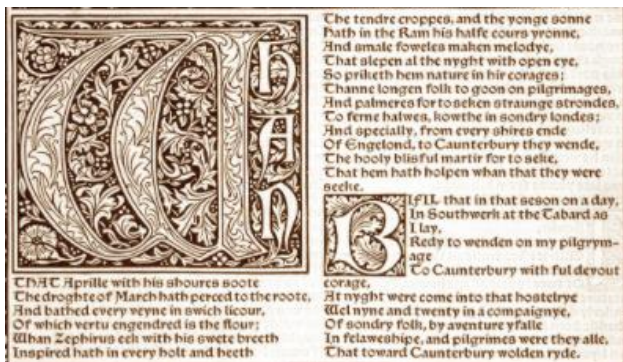 WHAN
THAT Aprille with his shoures soote
The droghte of March hath perced to the roote,
And bathed every veyne in swich licour,
Of which vertu engendred is the flour;
Whan Zephirus eek with his swete breeth
Inspired hath in every holt and heeth
The tendre croppes, and the yonge sonne
Hath in the Ram his halfe cours yronne,
And smale foweles maken melodye,
That slepen al the nyght with open eye,
So priketh hem nature in hir corages;
Thanne longen folk to goon on pilgrimages,
And palmeres for to seken straunge strondes,
To ferne halwes, kowthe in sondry londes;
And specially, from every shires ende
Of Engelond, to Caunterbury they wende,
The hooly blisful martir for to seke,
That hem hath holpen whan that they were
seeke.
BIFIL that in that seson on a day,
In Southwerk at the Tabard as
I lay,
Redy to wenden on my pilgrym-
age
To Caunterbury with ful devout
corage,
At nyght were come into that hostelrye
Wel nyne and twenty in a compaignye,
Of sondry folk, by aventure yfalle
In felaweshipe, and pilgrimes were they alle,
That toward Caunterbury wolden ryde.